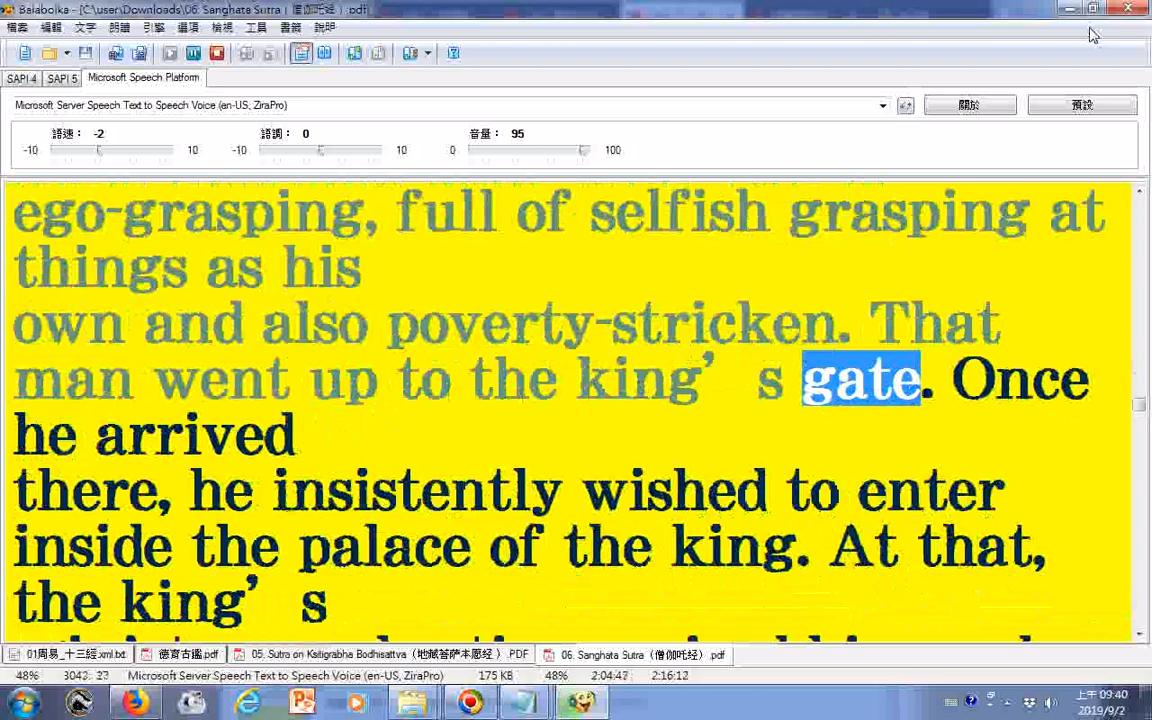 Balabolka - [C:\user\Downloads\06. Sanghata Sutra（僧伽吒经）.pdf]
檔案 編輯 文字 朗讀 引擎 選項 檢視 工具 書籤 說明
SAPI 4 SAPI 5 Microsoft Speech Platform
Microsoft Server Speech Text to Speech Voice (en-US, ZiraPro) 關於 預設
語速： -2 語調： 0 音量： 95
-10 10 -10 10 0 100
ego-grasping, full of selfish grasping at
things as his
own and also poverty-stricken. That
man went up to the king’s gate. Once
he arrived
there, he insistently wished to enter
inside the palace of the king. At that,
the king’s
01周易_十三經.xml.txt 德育古鑑.pdf 05. Sutra on Ksitigrabha Bodhisattva（地藏菩萨本愿经）.PDF 06. Sanghata Sutra（僧伽吒经）.pdf
48% 3042: 27 Microsoft Server Speech Text to Speech Voice (en-US, ZiraPro) 175 KB 48% 2:04:47 2:16:12
上午 09:40
2019/9/2